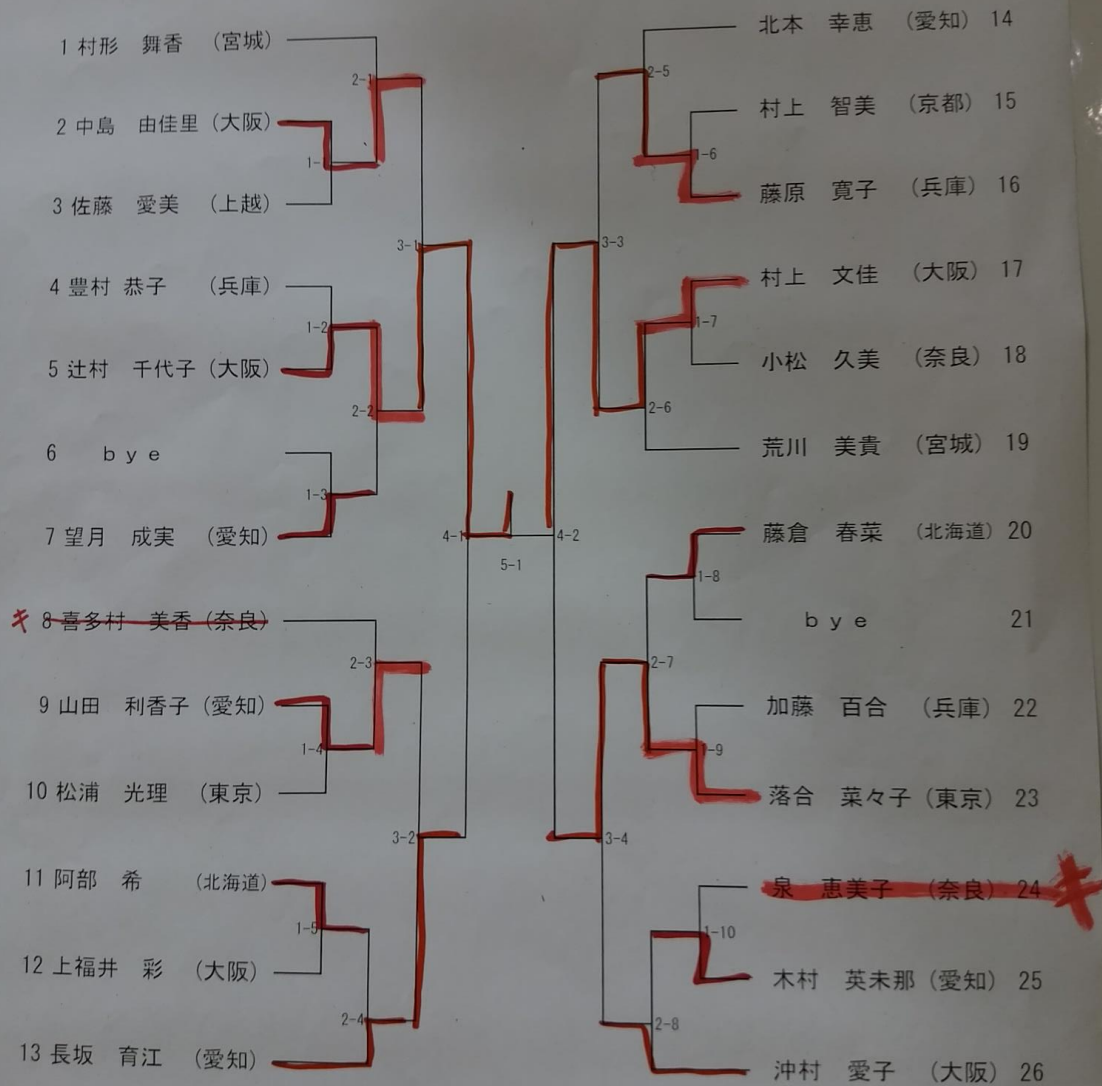 1 村形 舞香 (宮城)
2 中島 由佳里 (大阪)
3 佐藤 愛美 (上越)
4 豊村 恭子 (兵庫)
5 辻村 千代子 (大阪)
6 bye
7 望月 成実 (愛知)
キ 8 喜多村 美香 (奈良)
9 山田 利香子 (愛知)
10 松浦 光理 (東京)
11 阿部 希 (北海道)
12 上福井 彩 (大阪)
13 長坂 育江 (愛知)
2-1
1-
3-1
1-2
2-2
1-3
4-1
2-3
1-4
3-2
1-5
2-4
5-1
2-5
1-6
3-3
1-7
2-6
4-2
1-8
2-7
1-9
3-4
1-10
2-8
北本 幸恵 (愛知) 14
村上 智美 (京都) 15
藤原 寛子 (兵庫) 16
村上 文佳 (大阪) 17
小松 久美 (奈良) 18
荒川 美貴 (宮城) 19
藤倉 春菜 (北海道) 20
bye 21
加藤 百合 (兵庫) 22
落合 菜々子 (東京) 23
泉 恵美子 (奈良) 24 キ
木村 英未那 (愛知) 25
沖村 愛子 (大阪) 26